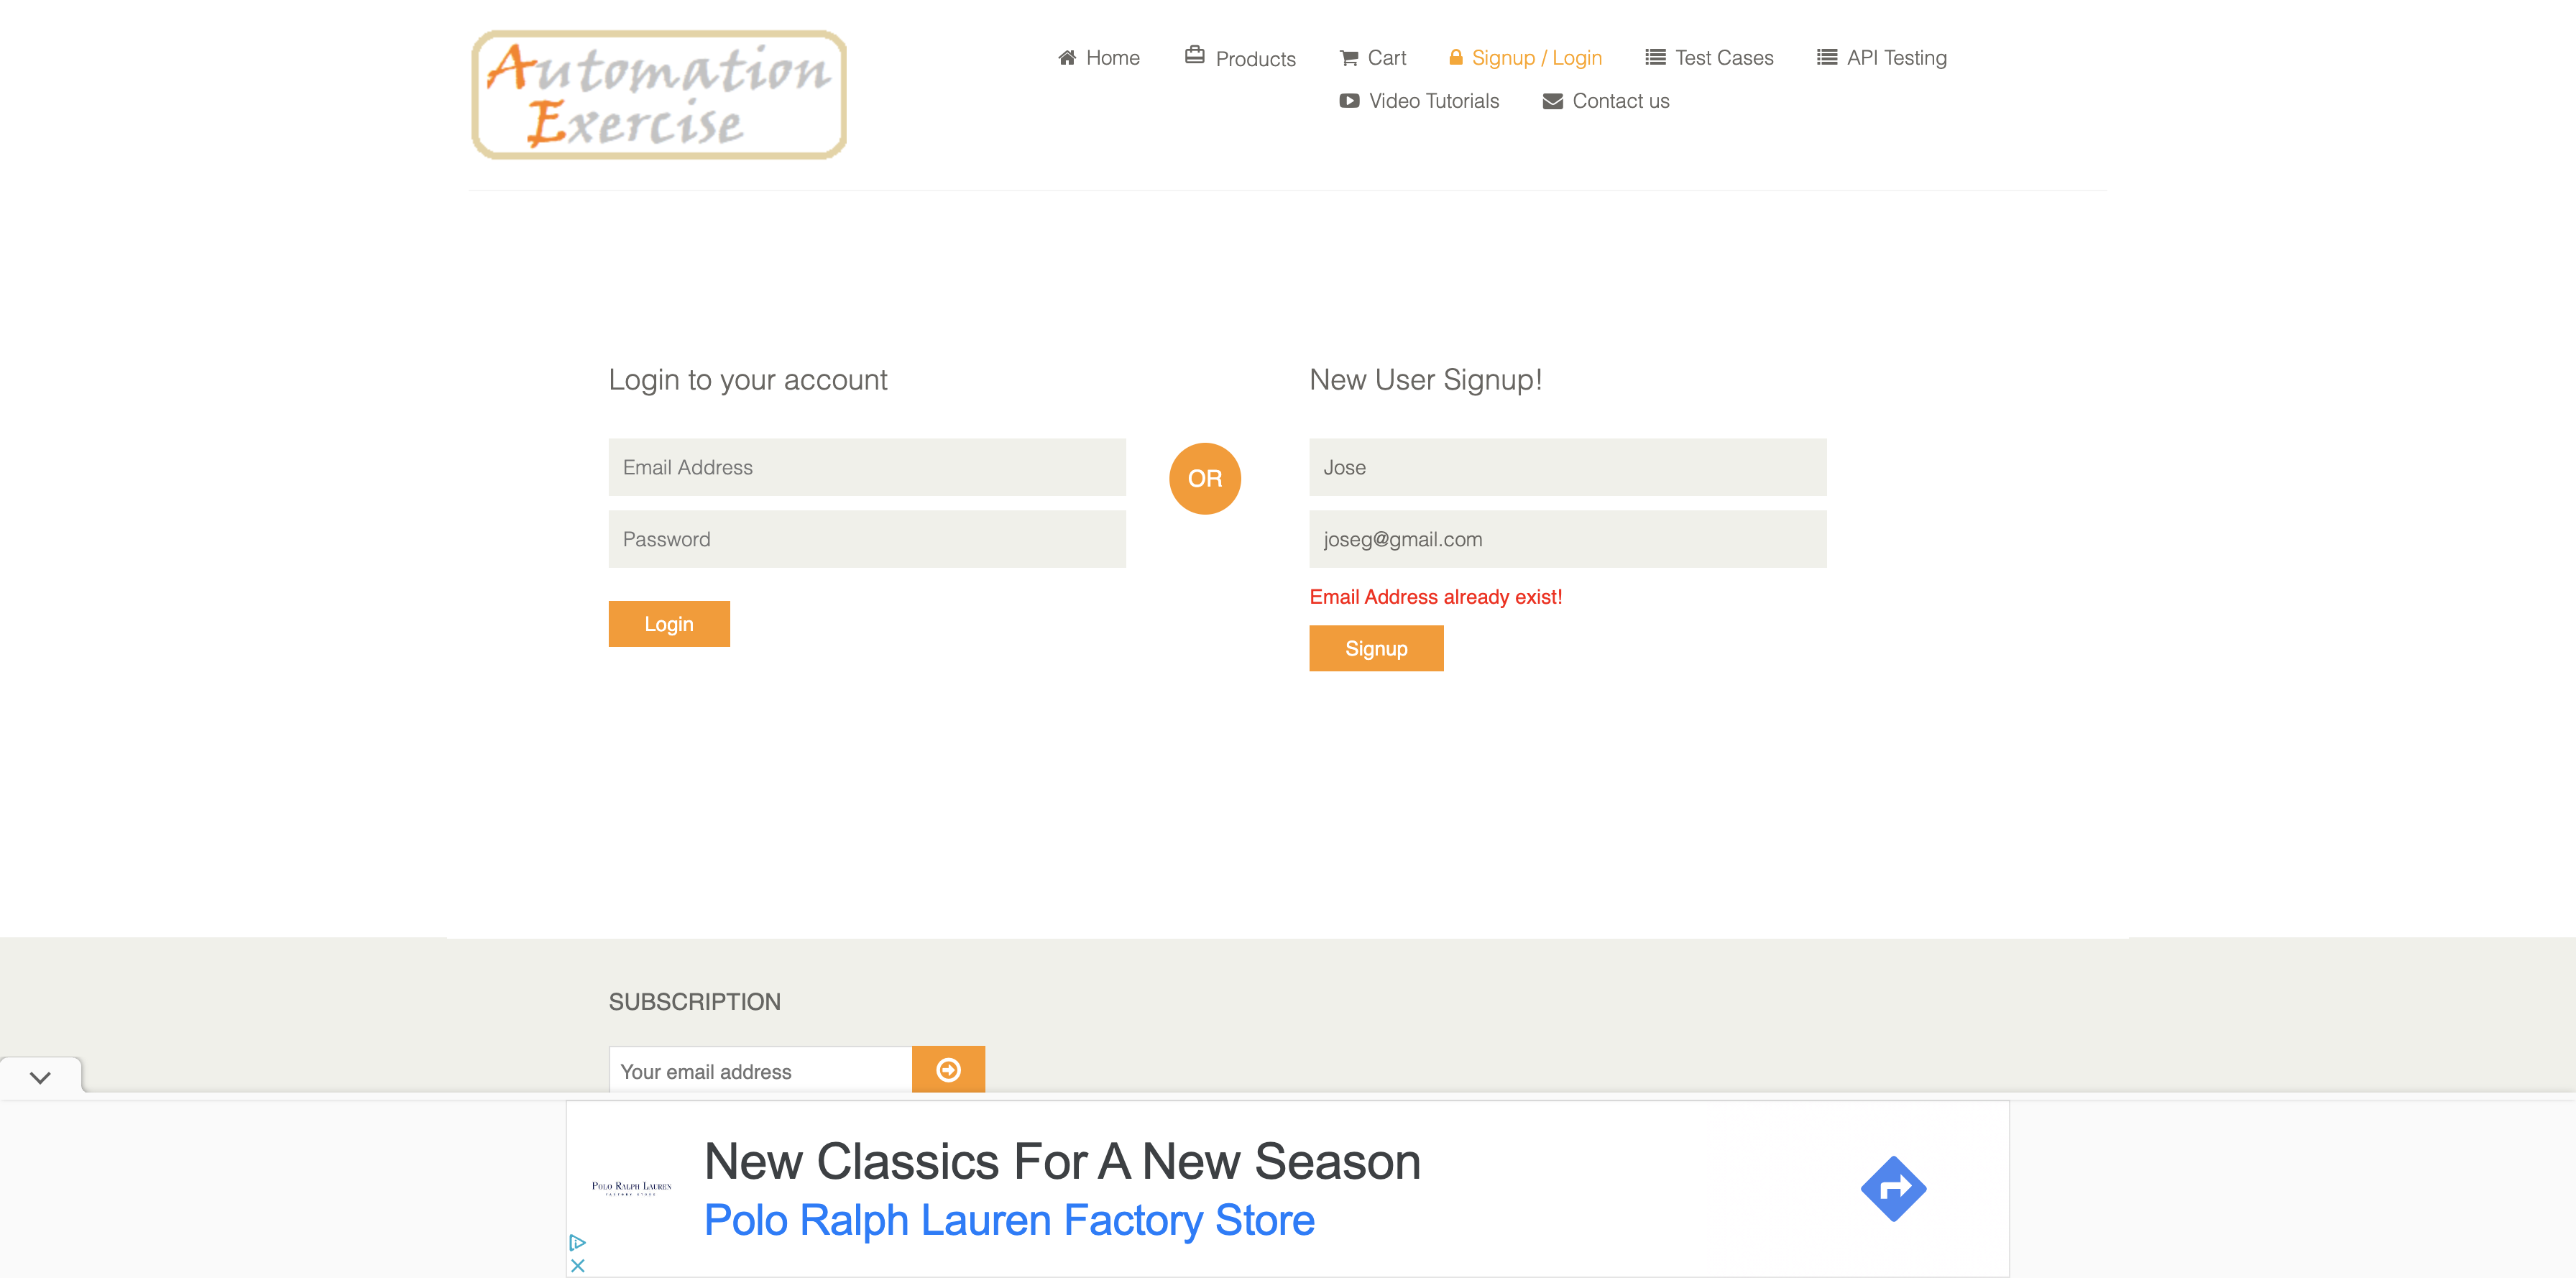 Automation
Exercise
Home
Products
Cart
Signup / Login
Test Cases
API Testing
Video Tutorials
Contact us
Login to your account
Email Address
Password
Login
OR
New User Signup!
Jose
joseg@gmail.com
Email Address already exist!
Signup
SUBSCRIPTION
Your email address
POLO RALPH LAUREN
FACTORY STORE
New Classics For A New Season
Polo Ralph Lauren Factory Store